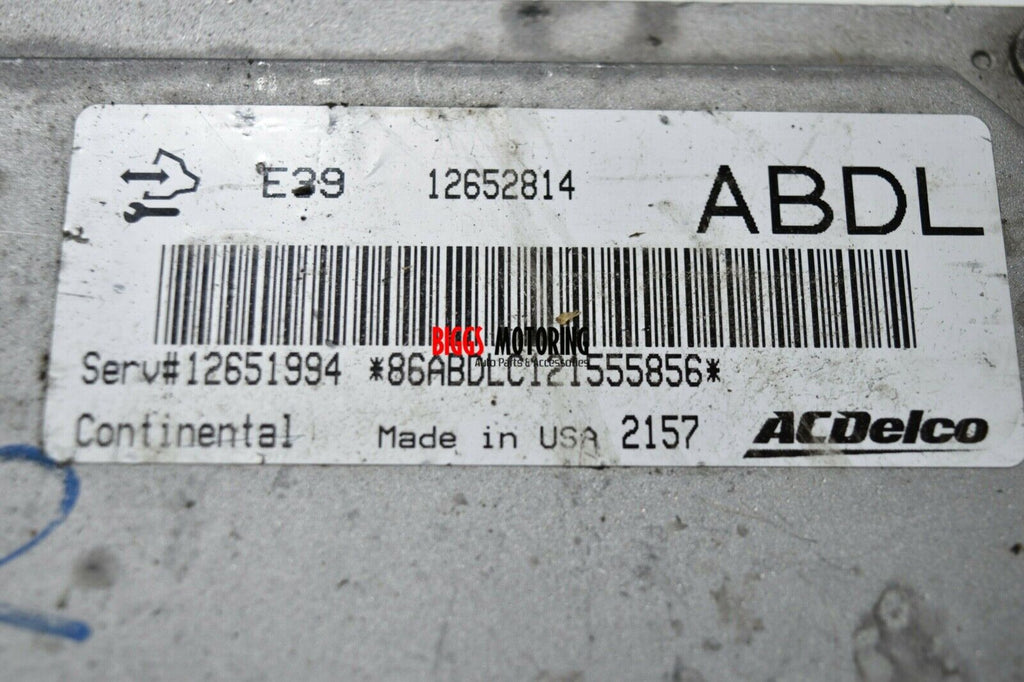 E39 12652814 ABDL
BIGGS MOTORING
Auto Parts & Accessories
Serv#12651994 *86ABDLC121555856*
Continental Made in USA 2157 ACDelco